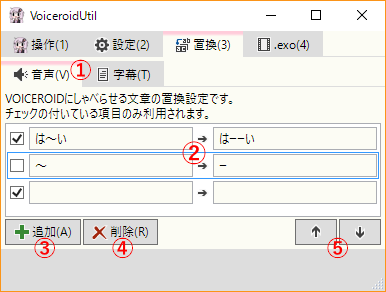 VoiceroidUtil
操作(1) 設定(2) 置換(3) .exo(4)
音声(V) ① 字幕(T)
VOICEROIDにしゃべらせる文章の置換設定です。
チェックの付いている項目のみ利用されます。
は～い ➔ はーーい
②
～ ➔ ー
➔
追加(A) 削除(R)
③ ④ ⑤